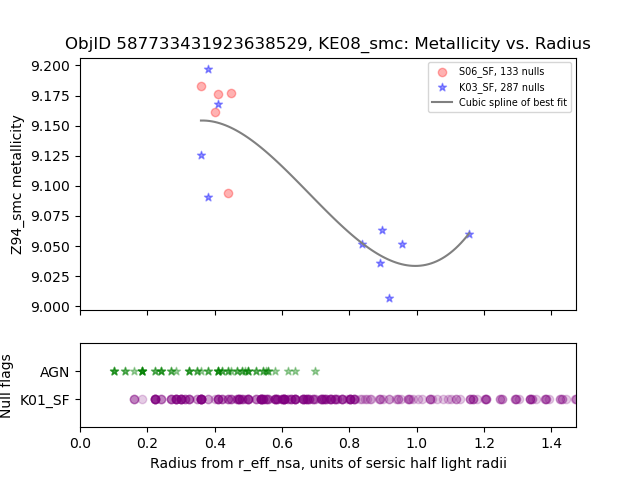 ObjID 587733431923638529, KE08_smc: Metallicity vs. Radius
9.200
9.175
9.150
9.125
9.100
9.075
9.050
9.025
9.000
Z94_smc metallicity
S06_SF, 133 nulls
K03_SF, 287 nulls
Cubic spline of best fit
Null flags
AGN
K01_SF
0.0 0.2 0.4 0.6 0.8 1.0 1.2 1.4
Radius from r_eff_nsa, units of sersic half light radii